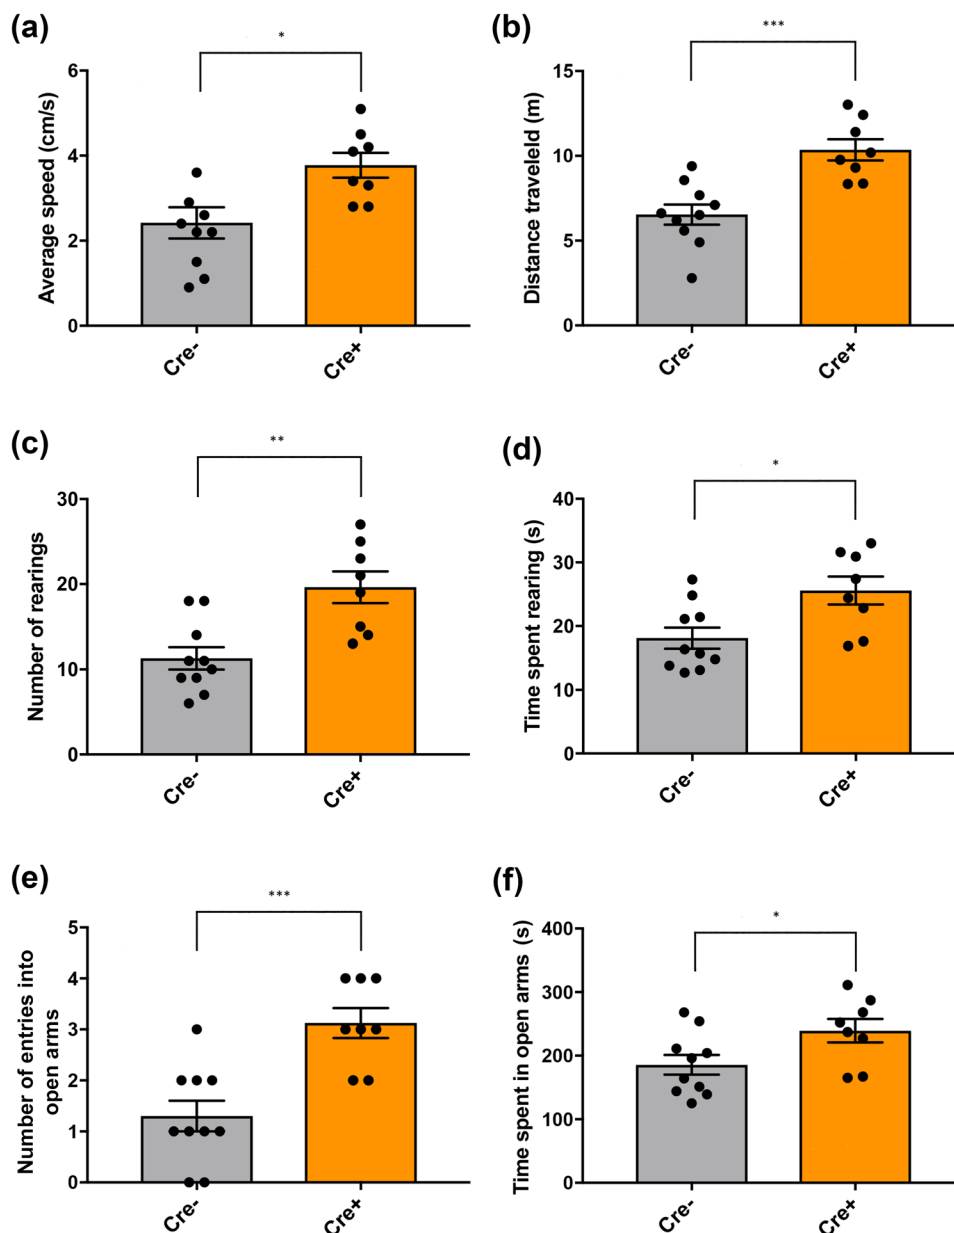 (a)
*
Average speed (cm/s)
6
4
2
0
Cre-
Cre+
(b)
***
Distance traveleld (m)
15
10
5
0
Cre-
Cre+
(c)
**
Number of rearings
30
20
10
0
Cre-
Cre+
(d)
*
Time spent rearing (s)
40
30
20
10
0
Cre-
Cre+
(e)
***
Number of entries into
open arms
5
4
3
2
1
0
Cre-
Cre+
(f)
*
Time spent in open arms (s)
400
300
200
100
0
Cre-
Cre+